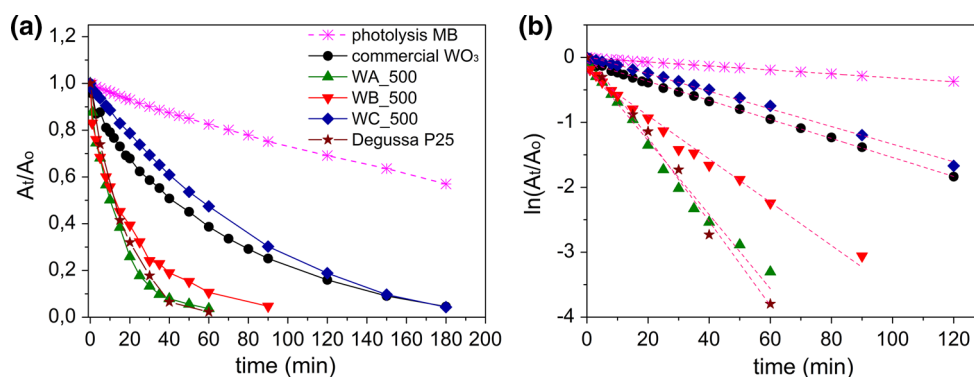 (a)
1,2
1,0
0,8
0,6
0,4
0,2
0,0
At/Ao
0 20 40 60 80 100 120 140 160 180 200
time (min)
photolysis MB
commercial WO₃
WA_500
WB_500
WC_500
Degussa P25
(b)
0
-1
-2
-3
-4
ln(At/Ao)
0 20 40 60 80 100 120
time (min)